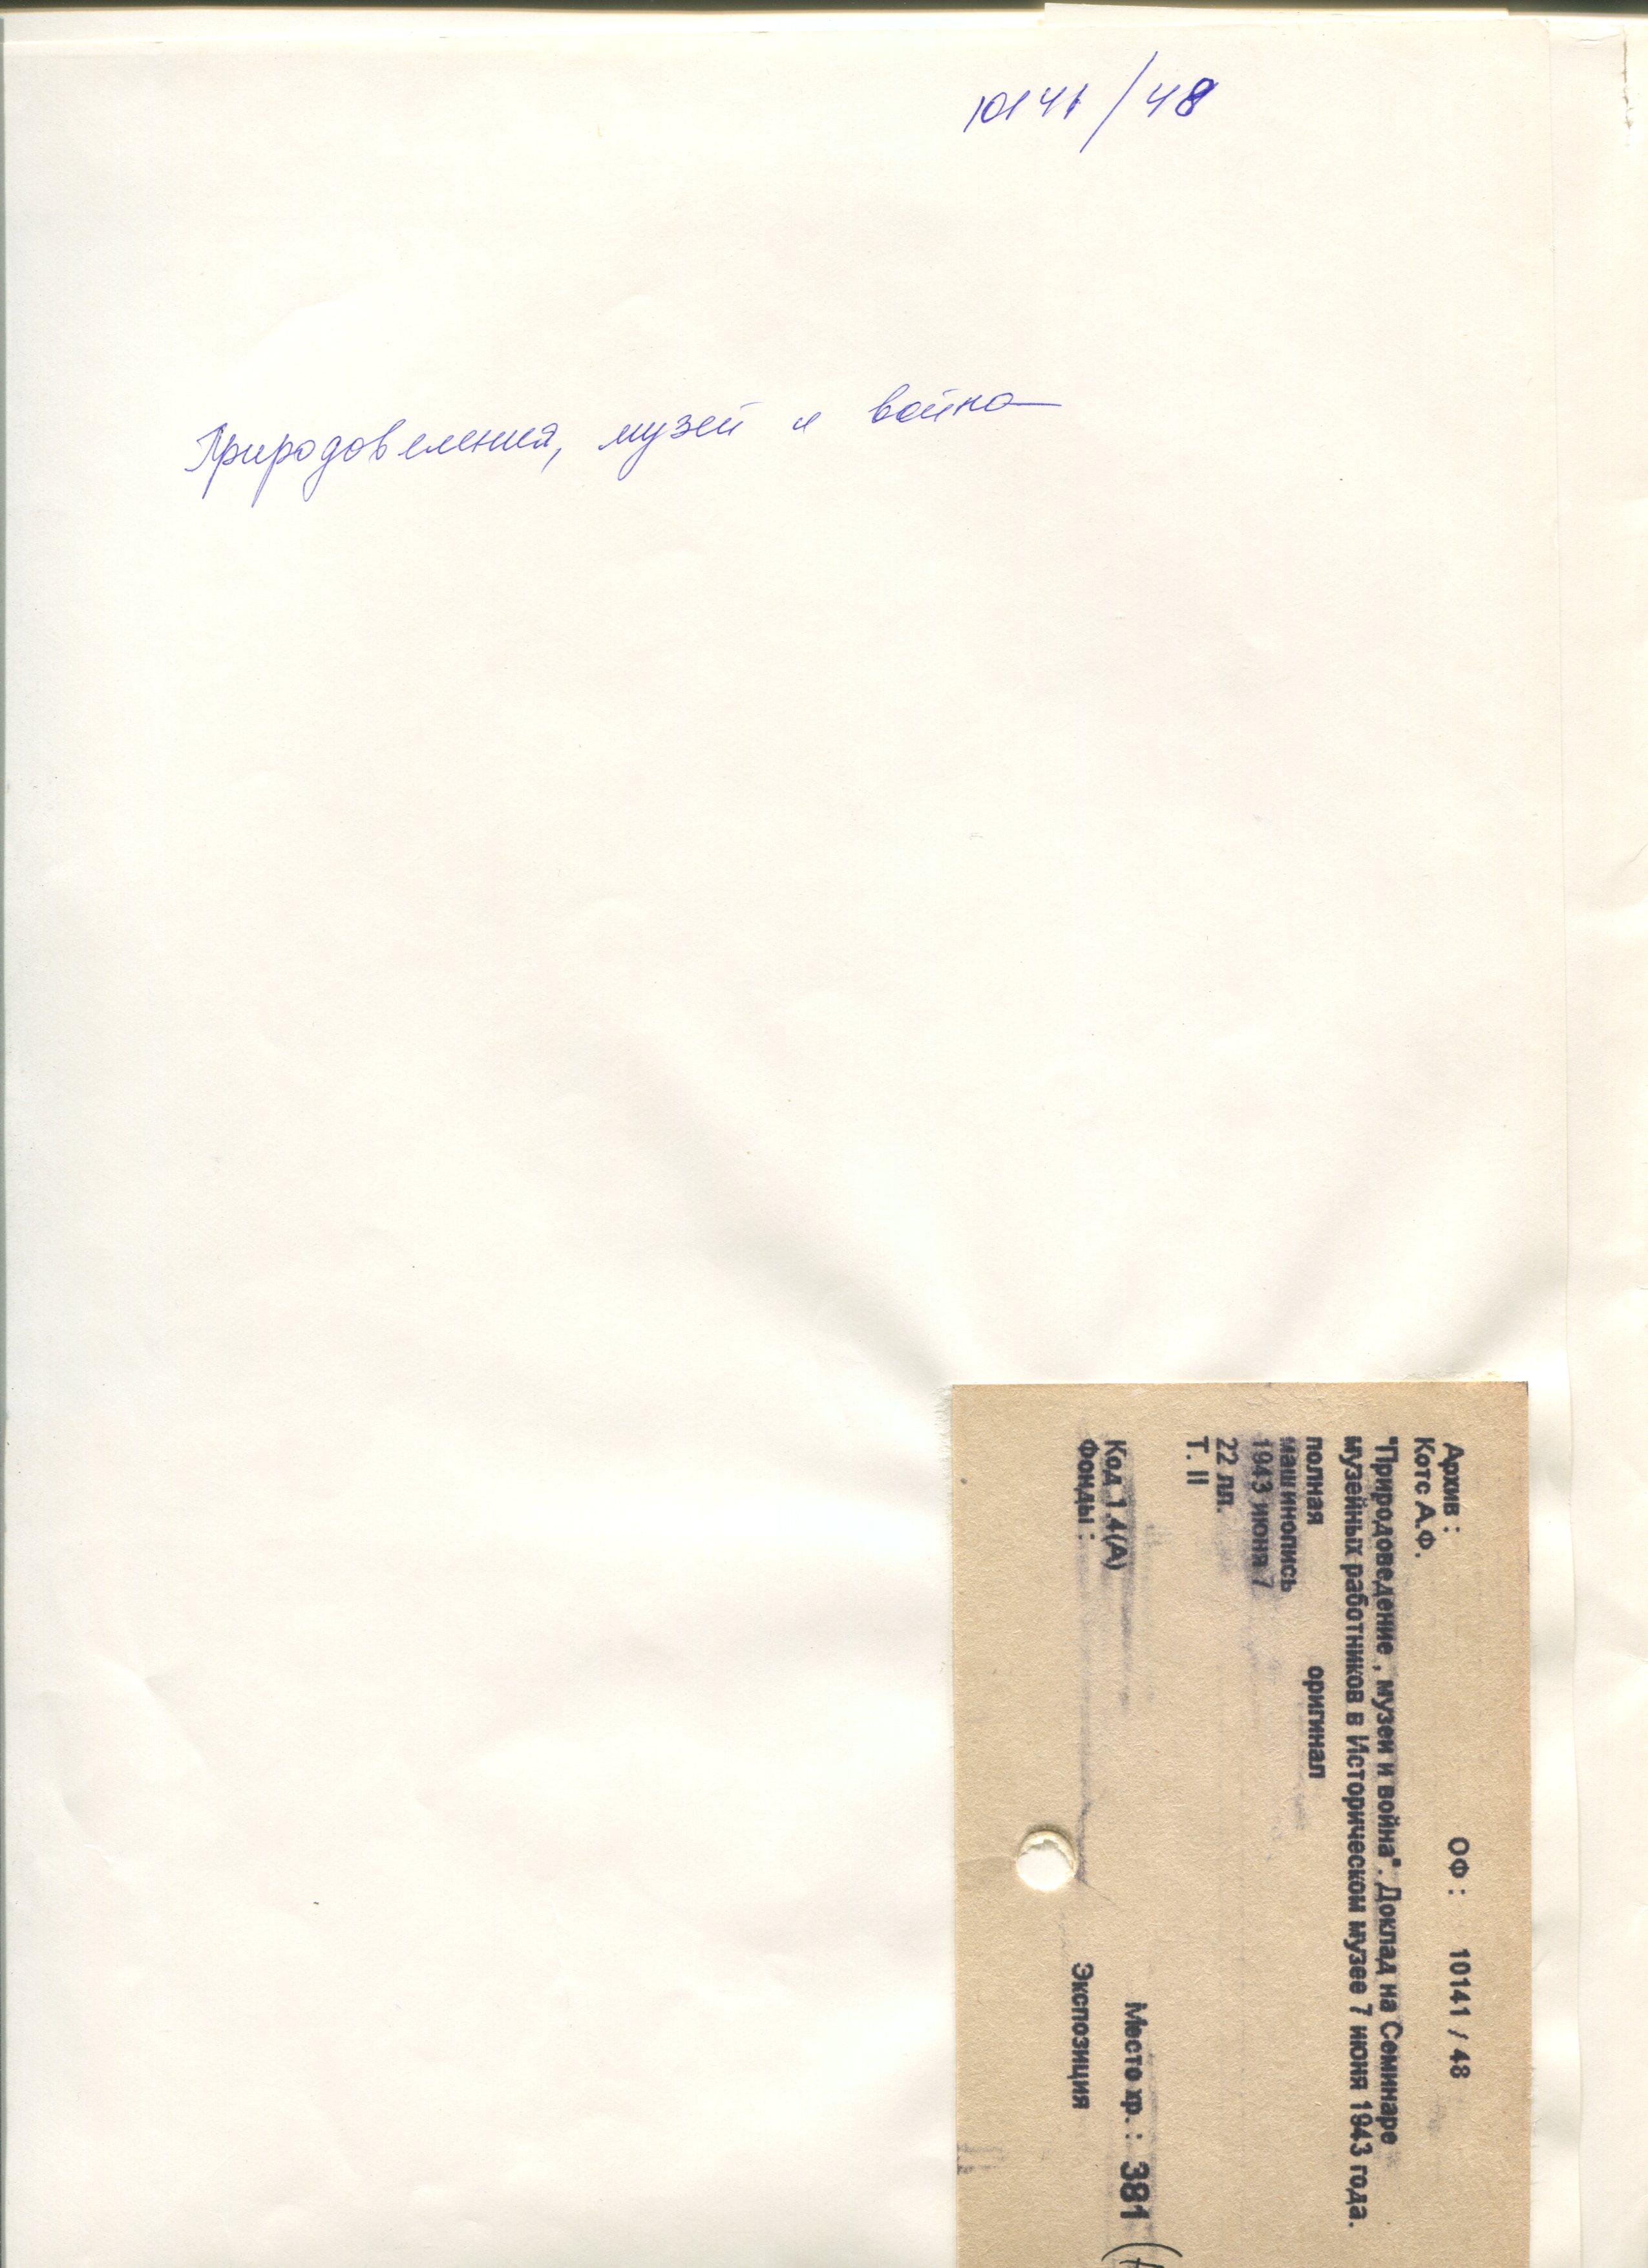 10141/48
Природовеления, музей и война
Архив : ОФ : 10141 / 48
Котс А.Ф.
"Природоведение , музеи и война". Доклад на Семинаре
музейных работников в Историческом музее 7 июня 1943 года.
полная оригинал
машинопись
1943 июня 7
22 лл.
Т. II
Код 1.4(А) Место хр. : 381
Фонды : Экспозиция